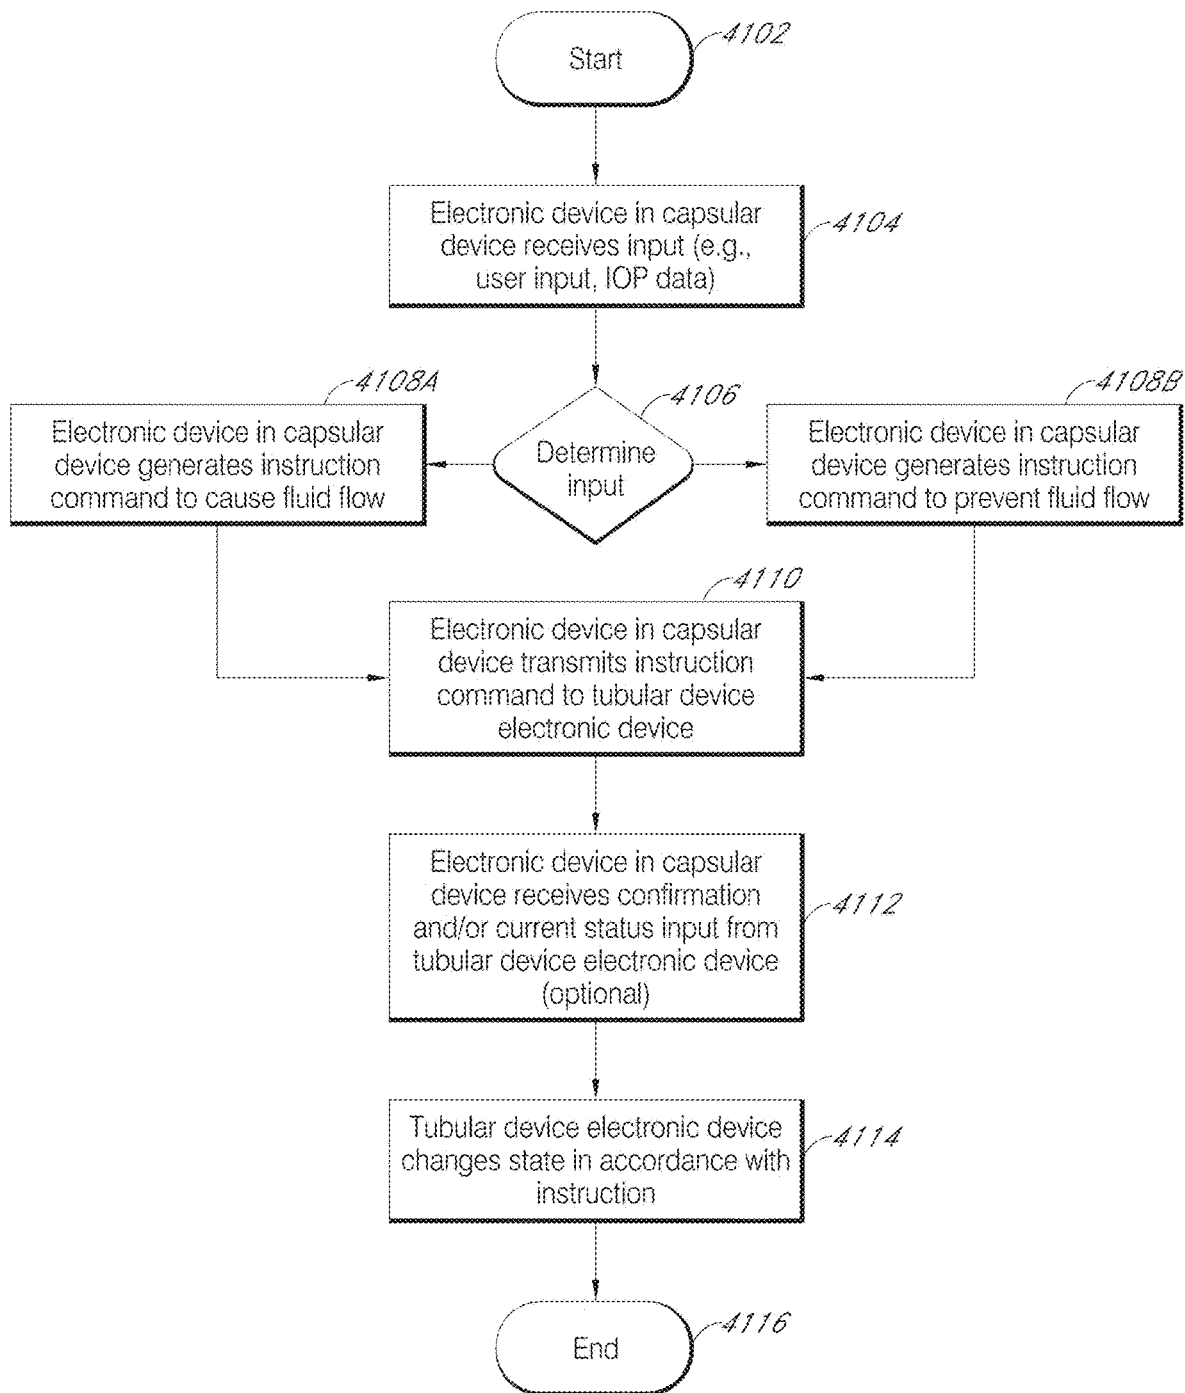 Start
4102
Electronic device in capsular
device receives input (e.g.,
user input, IOP data)
4104
4108A
Electronic device in capsular
device generates instruction
command to cause fluid flow
4106
Determine
input
4108B
Electronic device in capsular
device generates instruction
command to prevent fluid flow
4110
Electronic device in capsular
device transmits instruction
command to tubular device
electronic device
Electronic device in capsular
device receives confirmation
and/or current status input from
tubular device electronic device
(optional)
4112
Tubular device electronic device
changes state in accordance with
instruction
4114
End
4116